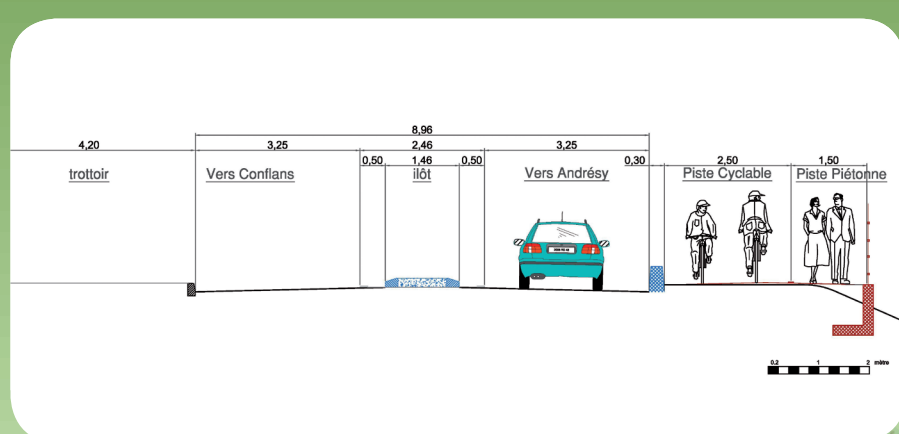 8,96
4,20 3,25 2,46 3,25
0,50 1,46 0,50 0,30 2,50 1,50
trottoir Vers Conflans ilôt Vers Andrésy Piste Cyclable Piste Piétonne
0.2 1 2 mètre